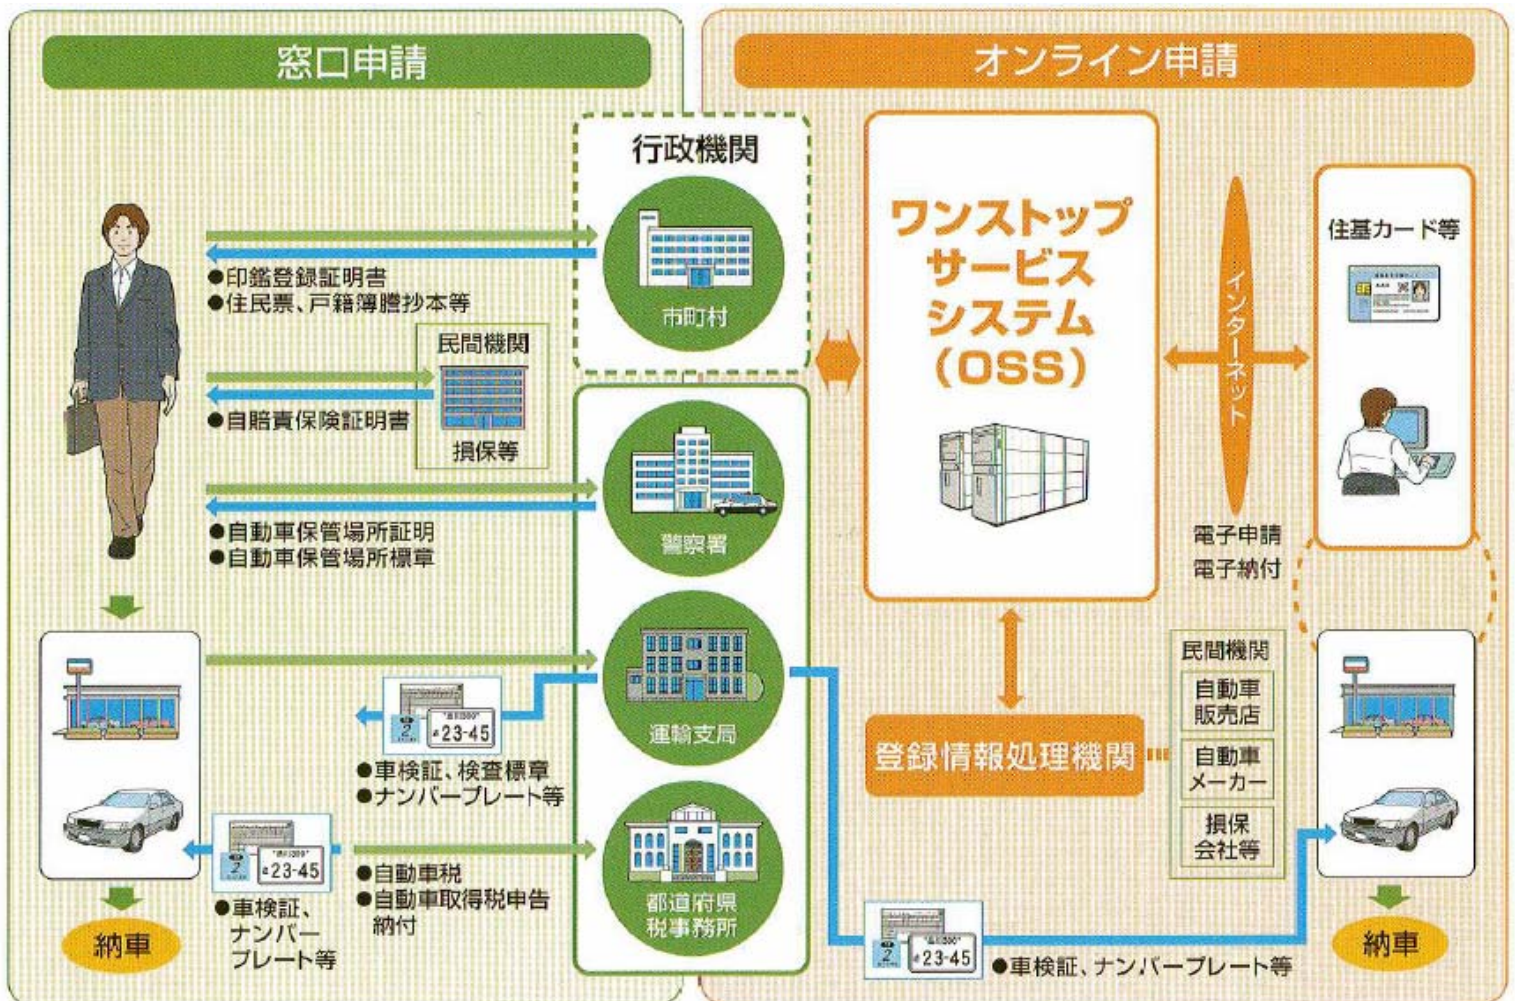 窓口申請
オンライン申請
行政機関
市町村
●印鑑登録証明書
●住民票、戸籍簿謄抄本等
民間機関
損保等
●自賠責保険証明書
警察署
●自動車保管場所証明
●自動車保管場所標章
運輸支局
23-45
●車検証、検査標章
●ナンバープレート等
都道府県
税事務所
23-45
●自動車税
●自動車取得税申告
納付
●車検証、
ナンバー
プレート等
納車
ワンストップ
サービス
システム
(OSS)
インターネット
住基カード等
電子申請
電子納付
登録情報処理機関
民間機関
自動車
販売店
自動車
メーカー
損保
会社等
2
23-45
●車検証、ナンバープレート等
納車